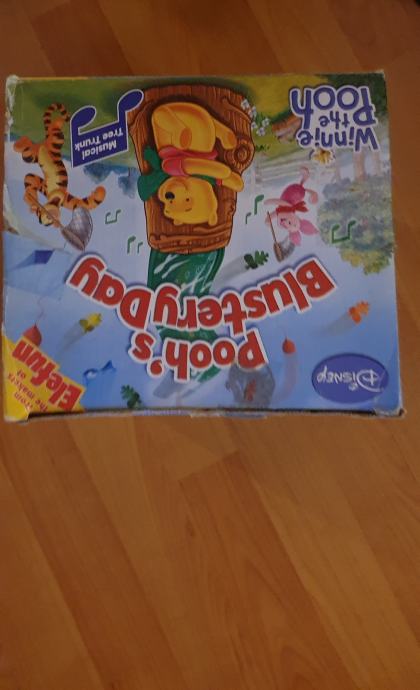 Disney
From
the makers
of
Elefun
Pooh's
Blustery Day
Winnie
the
Pooh
Musical
Tree Trunk